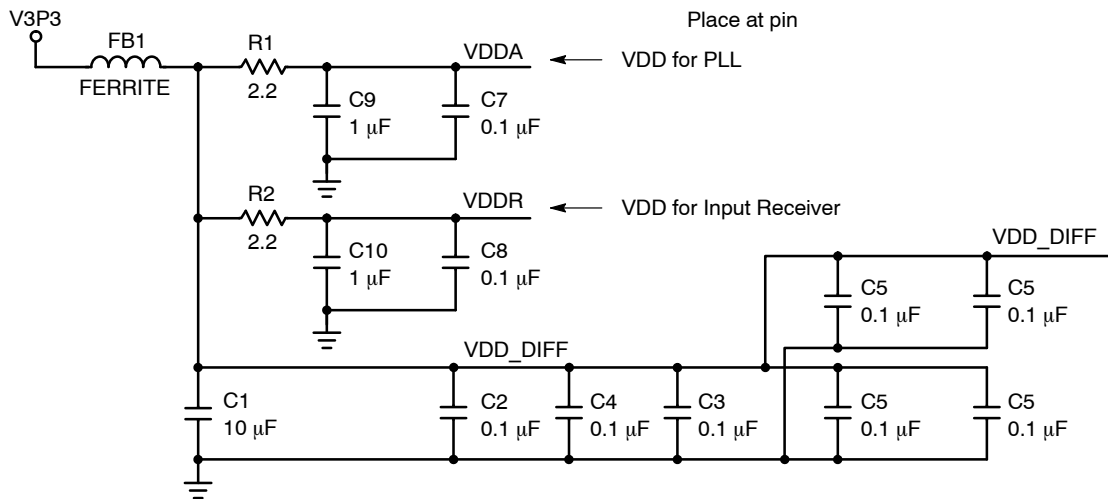 V3P3
Place at pin
FB1
R1
VDDA
VDD for PLL
FERRITE
2.2
C9
1 μF
C7
0.1 μF
R2
VDDR
VDD for Input Receiver
2.2
C10
1 μF
C8
0.1 μF
VDD_DIFF
C5
0.1 μF
C5
0.1 μF
VDD_DIFF
C1
10 μF
C2
0.1 μF
C4
0.1 μF
C3
0.1 μF
C5
0.1 μF
C5
0.1 μF